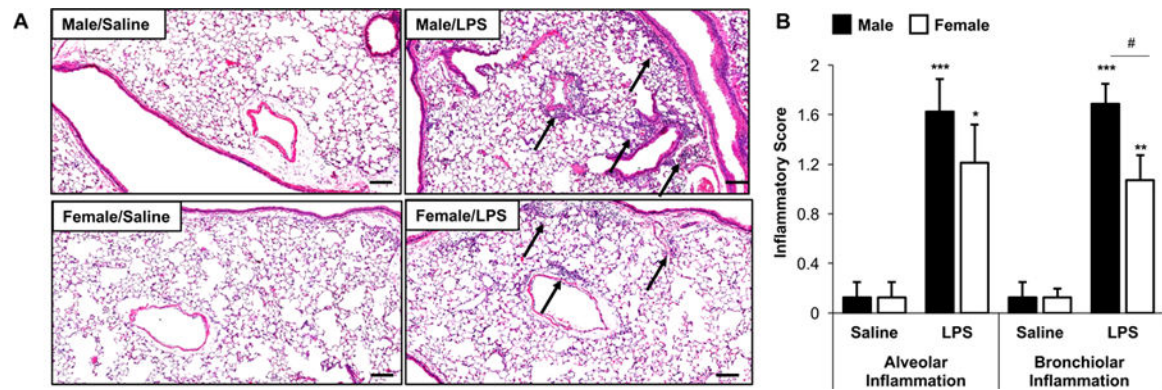 A
Male/Saline
Male/LPS
Female/Saline
Female/LPS
B
Male
Female
Inflammatory Score
2
1.6
1.2
0.8
0.4
0
***
*
***
#
**
Saline
LPS
Saline
LPS
Alveolar
Inflammation
Bronchiolar
Inflammation